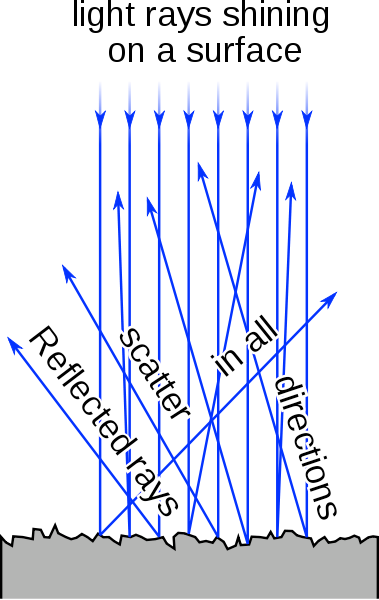 light rays shining
on a surface
Reflected rays
scatter
in all
directions